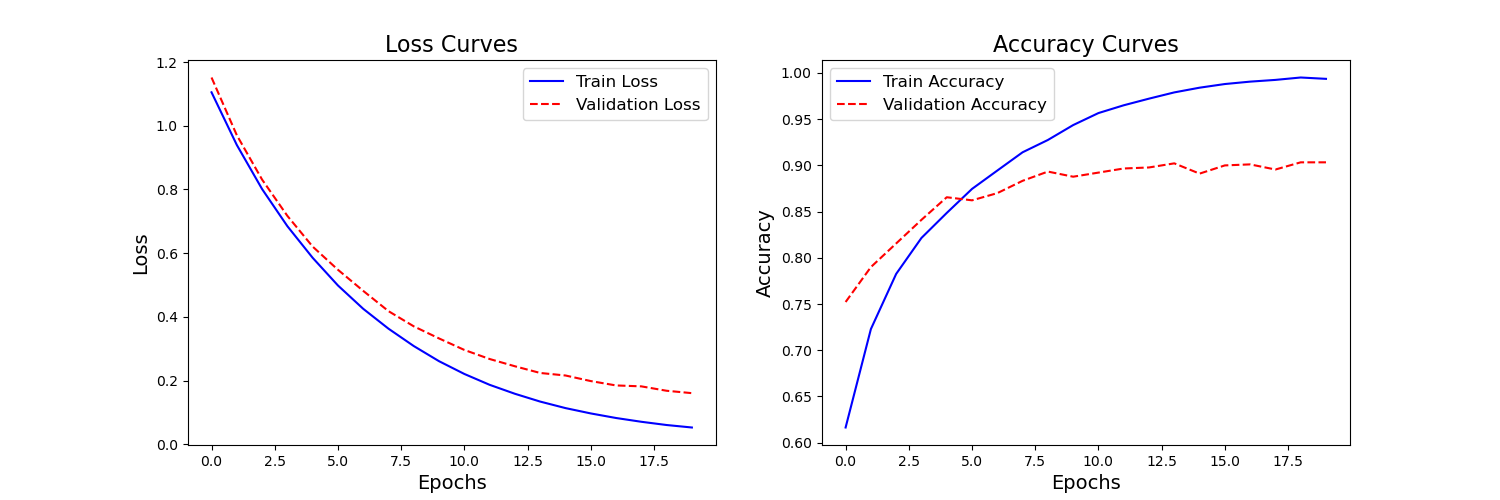 Loss Curves
Train Loss
Validation Loss
1.2
1.0
0.8
0.6
0.4
0.2
0.0
Loss
0.0 2.5 5.0 7.5 10.0 12.5 15.0 17.5
Epochs
Accuracy Curves
Train Accuracy
Validation Accuracy
1.00
0.95
0.90
0.85
0.80
0.75
0.70
0.65
0.60
Accuracy
0.0 2.5 5.0 7.5 10.0 12.5 15.0 17.5
Epochs